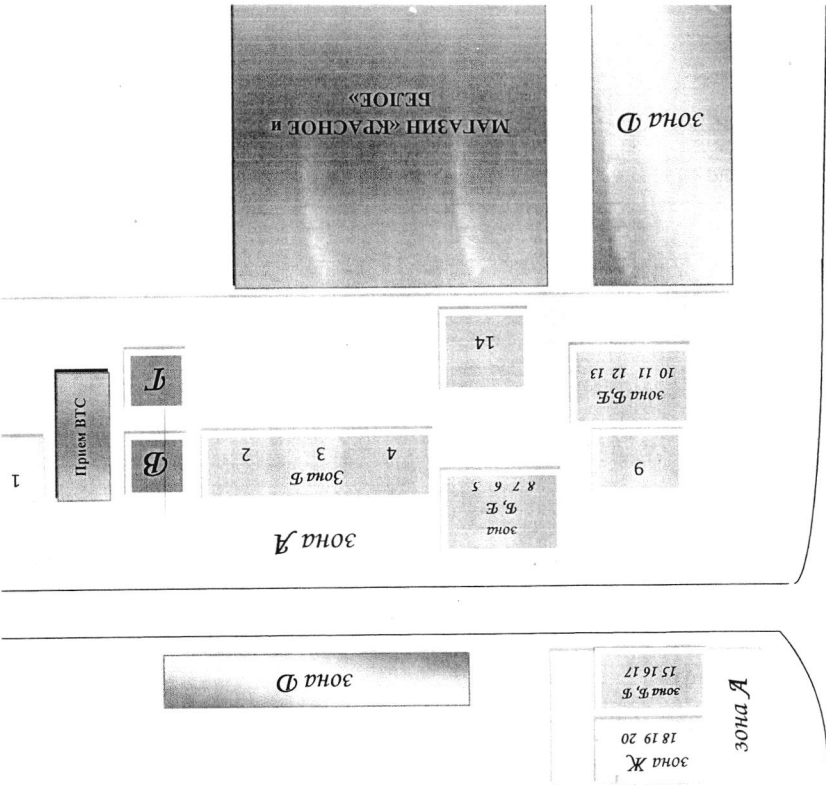 зона Ж
18 19 20
зона А
зона Б, Б
15 16 17
зона Д
зона А
зона
Б, Е
5 6 7 8
9
Зона Б
4 3 2
В
1
Прием ВТС
зона Б,Е
10 11 12 13
14
Г
зона Д
МАГАЗИН «КРАСНОЕ и
БЕЛОЕ»